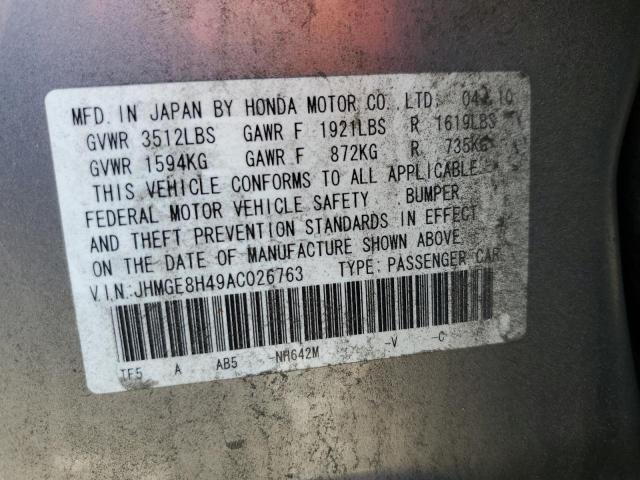 MFD. IN JAPAN BY HONDA MOTOR CO. LTD. 04/10
GVWR 3512LBS GAWR F 1921LBS R 1619LBS
GVWR 1594KG GAWR F 872KG R 735KG
THIS VEHICLE CONFORMS TO ALL APPLICABLE
FEDERAL MOTOR VEHICLE SAFETY BUMPER,
AND THEFT PREVENTION STANDARDS IN EFFECT
ON THE DATE OF MANUFACTURE SHOWN ABOVE.
V.I.N:JHMGE8H49AC026763 TYPE: PASSENGER CAR
TF5 A AB5 -NH642M -V -C